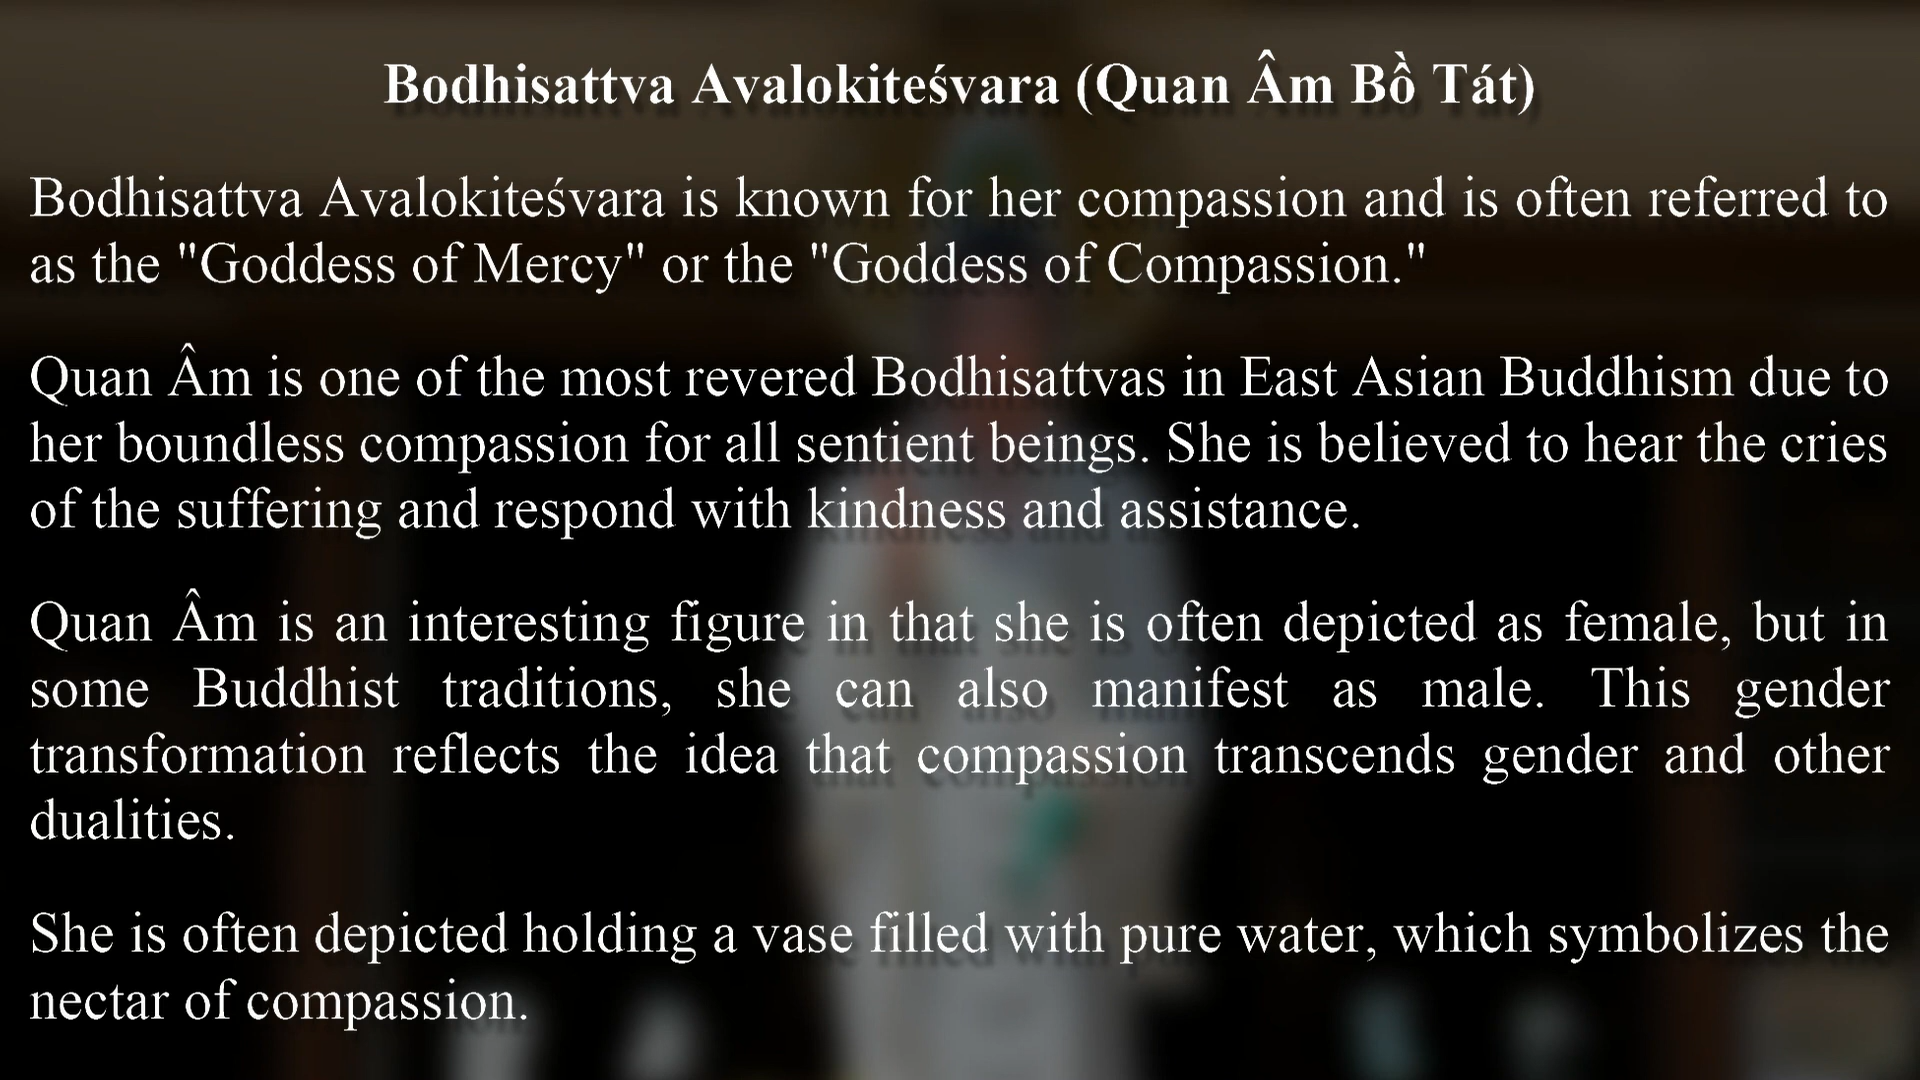 Bodhisattva Avalokiteśvara (Quan Âm Bồ Tát)
Bodhisattva Avalokiteśvara is known for her compassion and is often referred to
as the "Goddess of Mercy" or the "Goddess of Compassion."
Quan Âm is one of the most revered Bodhisattvas in East Asian Buddhism due to
her boundless compassion for all sentient beings. She is believed to hear the cries
of the suffering and respond with kindness and assistance.
Quan Âm is an interesting figure in that she is often depicted as female, but in
some Buddhist traditions, she can also manifest as male. This gender
transformation reflects the idea that compassion transcends gender and other
dualities.
She is often depicted holding a vase filled with pure water, which symbolizes the
nectar of compassion.